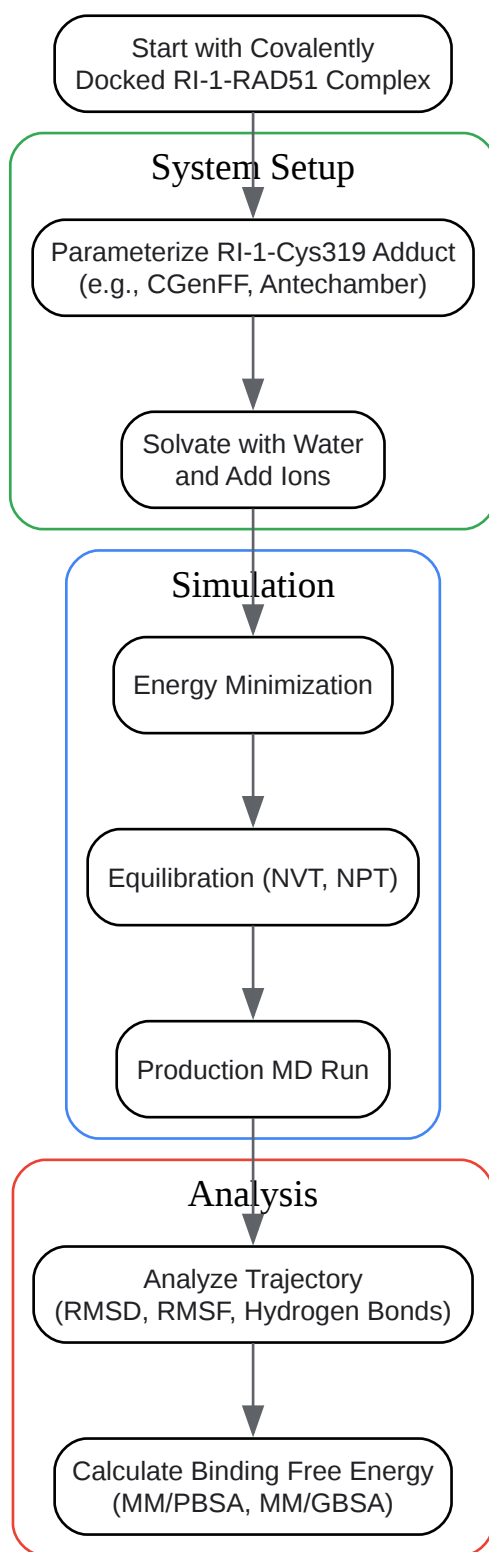 Start with Covalently
Docked RI-1-RAD51 Complex
System Setup
Parameterize RI-1-Cys319 Adduct
(e.g., CGenFF, Antechamber)
Solvate with Water
and Add Ions
Simulation
Energy Minimization
Equilibration (NVT, NPT)
Production MD Run
Analysis
Analyze Trajectory
(RMSD, RMSF, Hydrogen Bonds)
Calculate Binding Free Energy
(MM/PBSA, MM/GBSA)